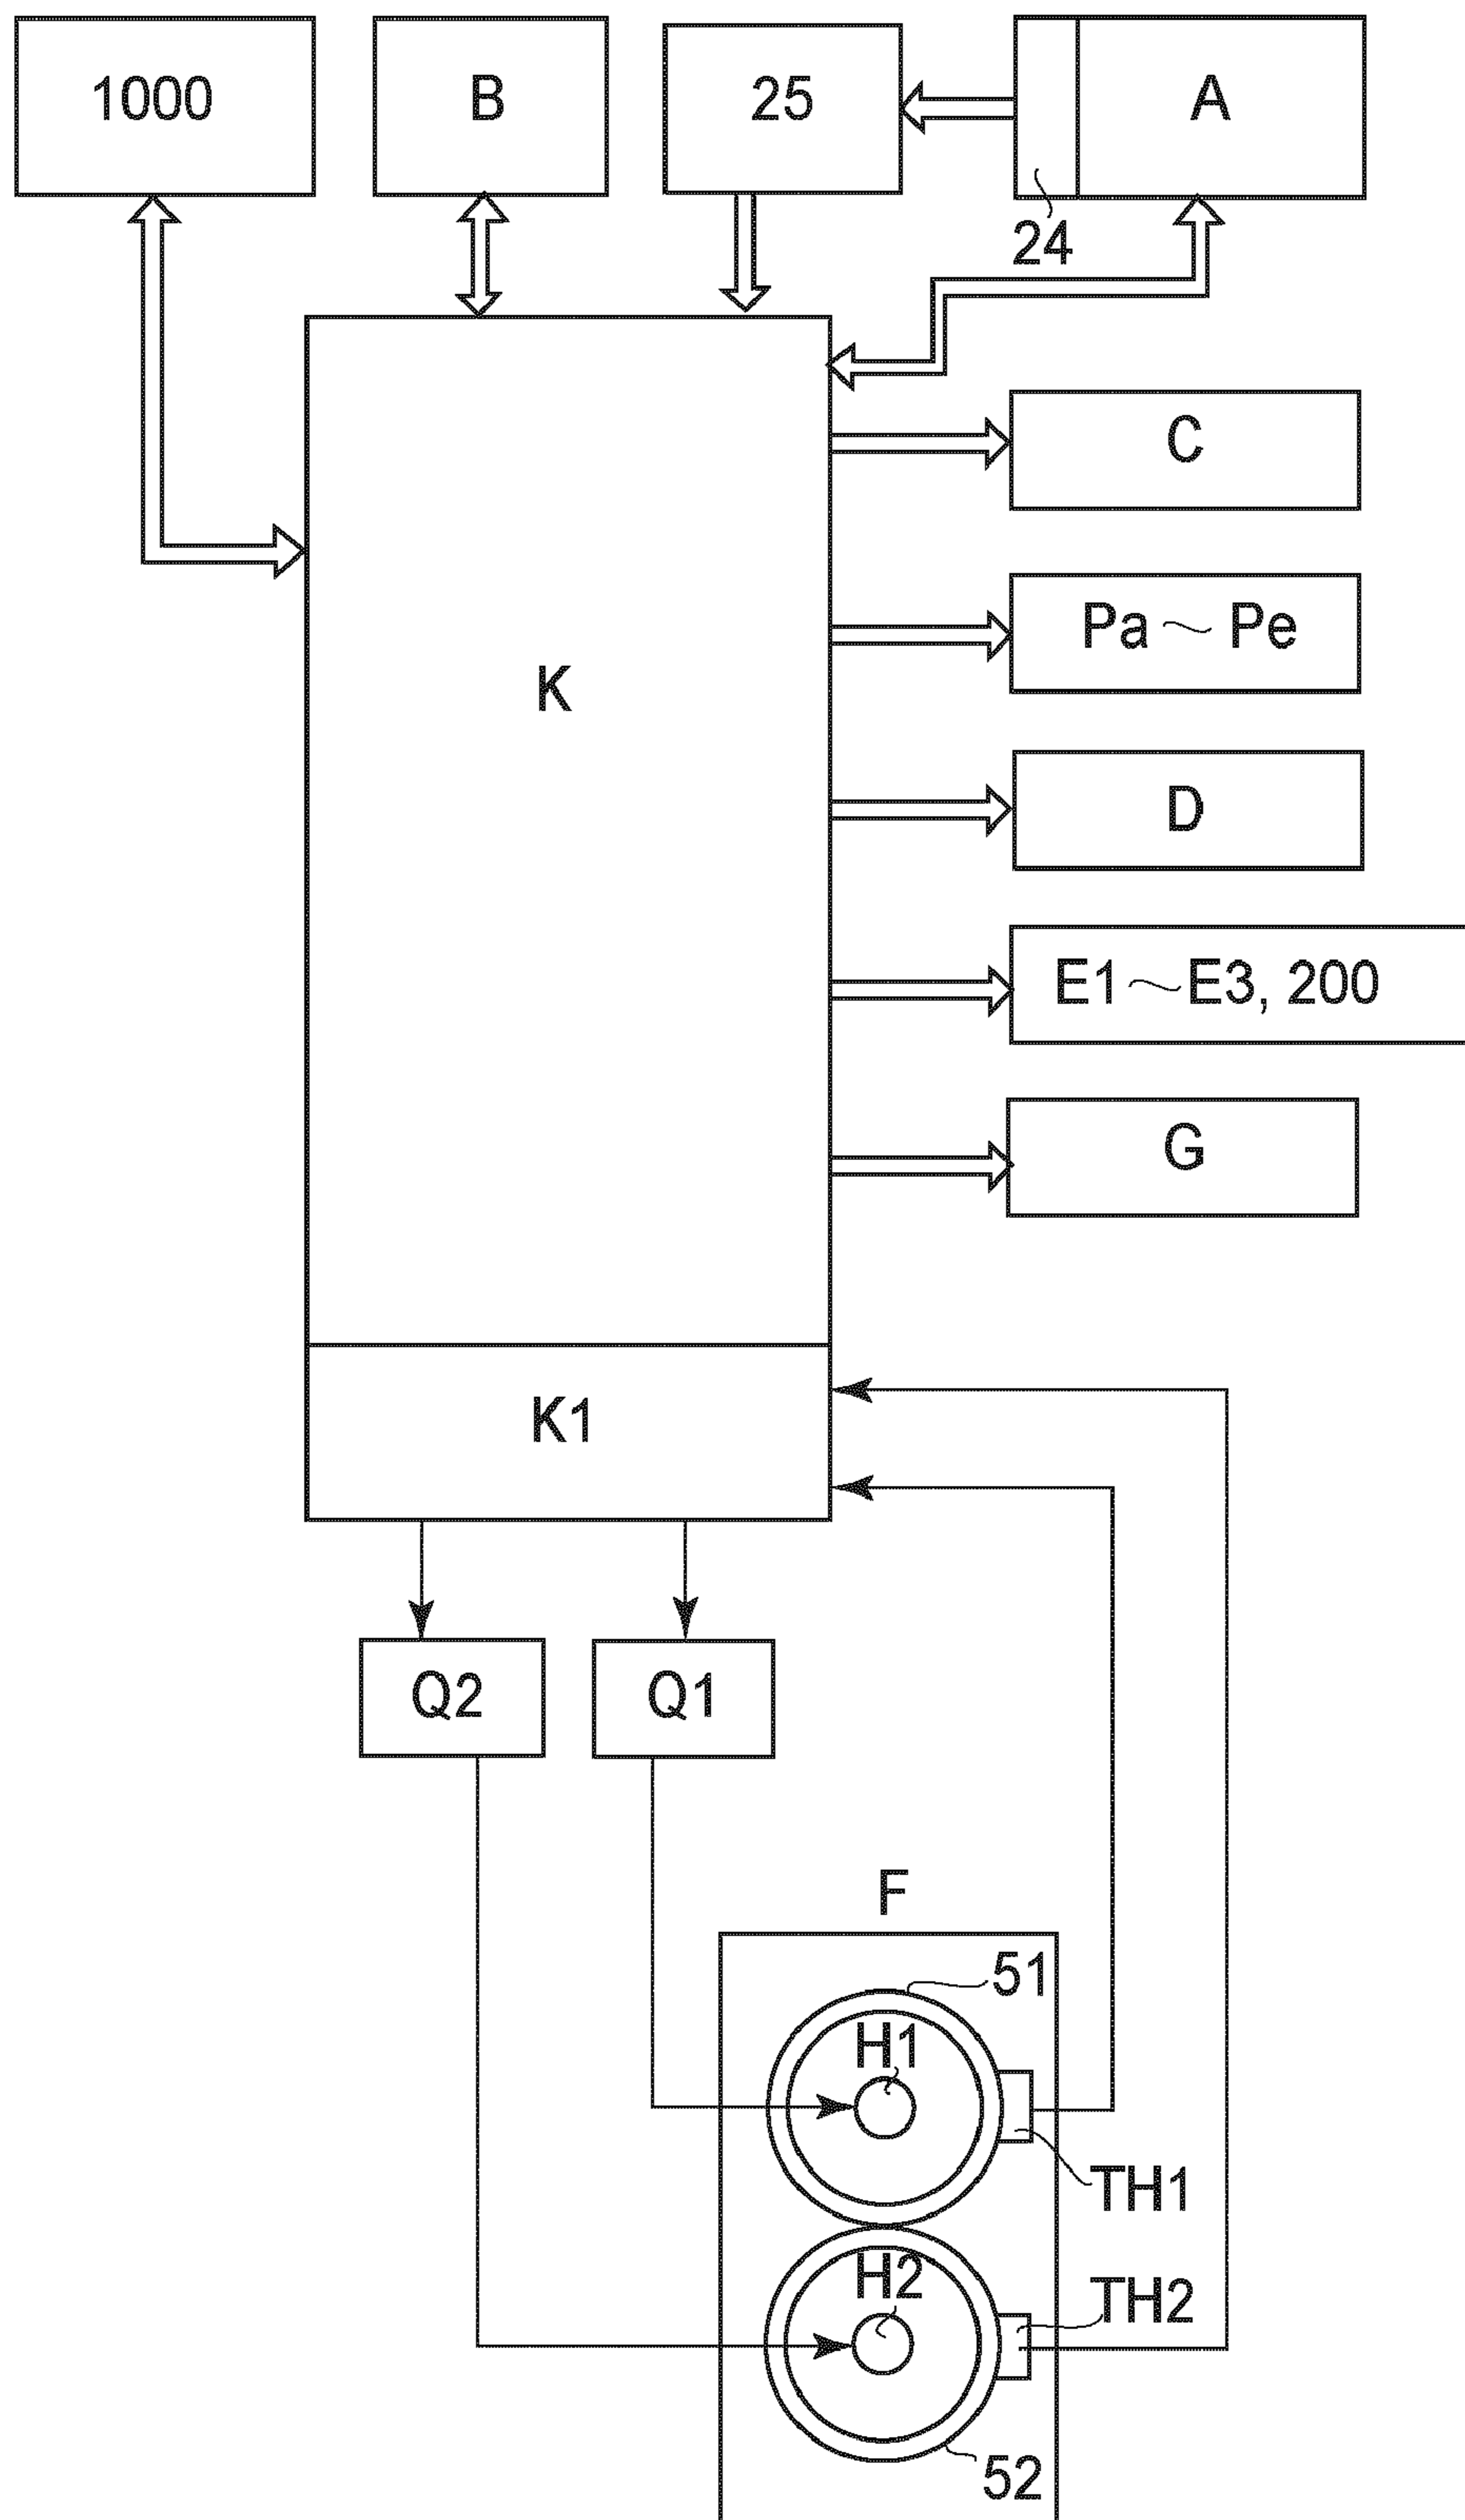 1000
B
25
A
24
C
Pa ~ Pe
K
D
E1 ~ E3, 200
G
K1
Q2
Q1
F
51
H1
TH1
H2
TH2
52